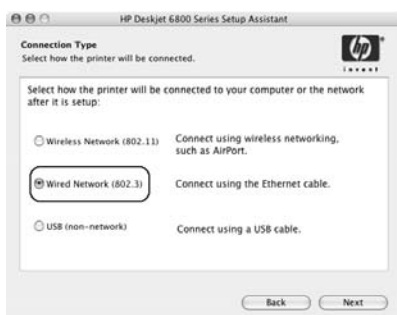 HP Deskjet 6800 Series Setup Assistant
Connection Type
Select how the printer will be connected.
hp
invent
Select how the printer will be connected to your computer or the network
after it is setup:
Wireless Network (802.11)
Connect using wireless networking,
such as AirPort.
Wired Network (802.3)
Connect using the Ethernet cable.
USB (non-network)
Connect using a USB cable.
Back
Next